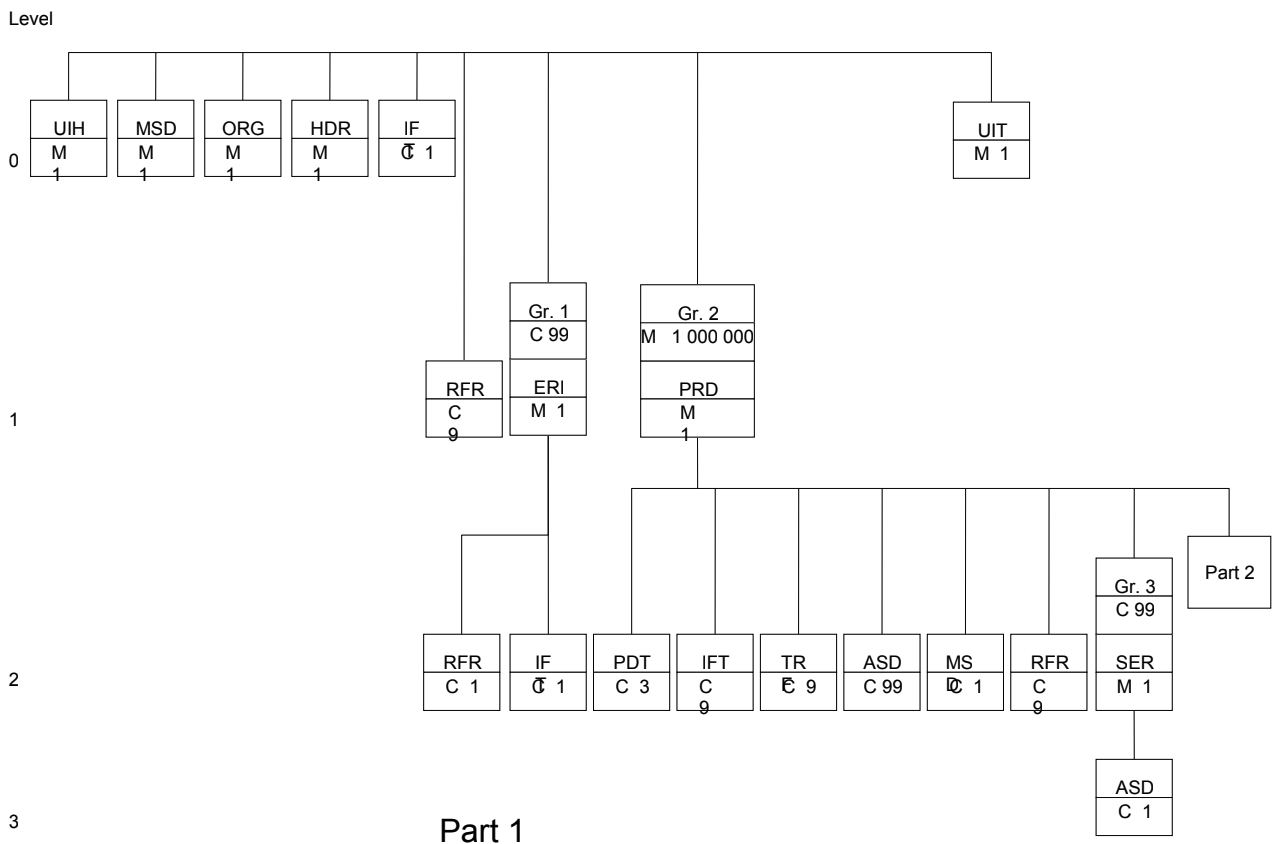 Level
UIH MSD ORG HDR IFT UIT
M 1 M 1 M 1 M 1 C 1 M 1
0
Gr. 1 Gr. 2
C 99 M 1 000 000
RFR ERI PRD
C 9 M 1 M 1
1
Part 2
Gr. 3
C 99
RFR IFT PDT IFT TRF ASD MSD RFR SER
C 1 C 1 C 3 C 9 C 9 C 99 C 1 C 9 M 1
2
ASD
C 1
3
Part 1